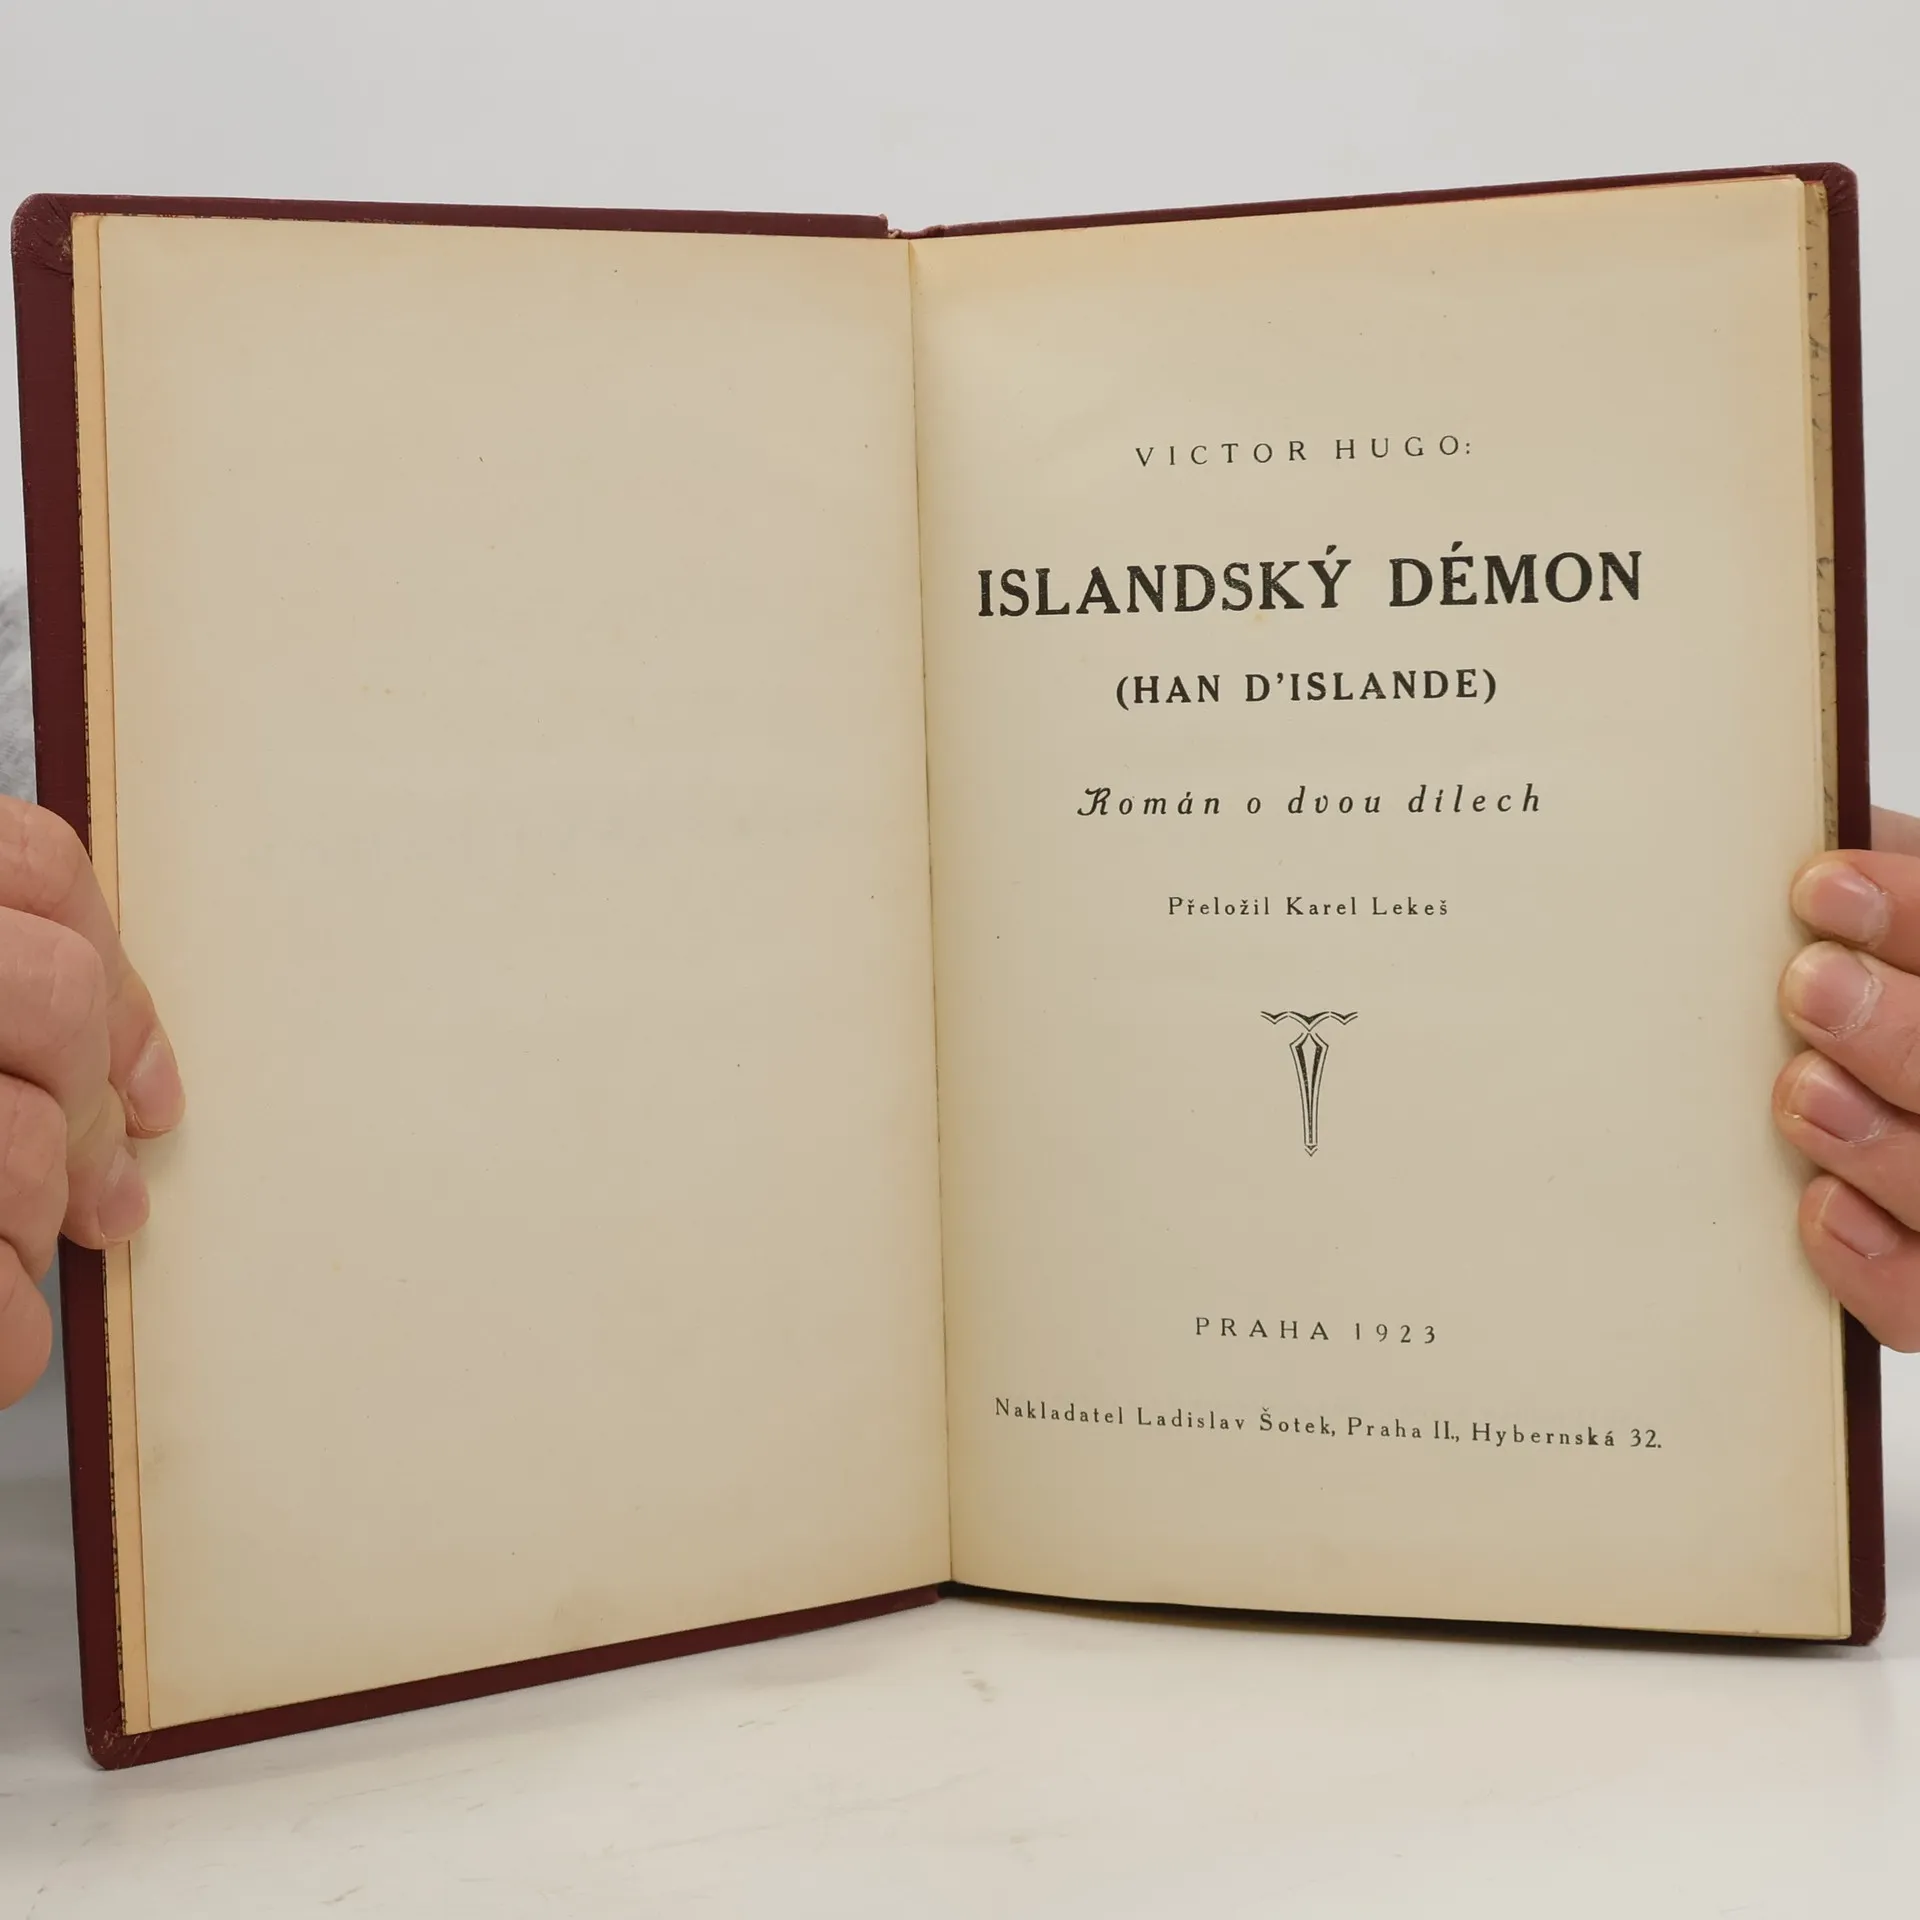 VICTOR HUGO:
ISLANDSKÝ DÉMON
(HAN D’ISLANDE)
Román o dvou dílech
Přeložil Karel Lekeš
PRAHA 1923
Nakladatel Ladislav Šotek, Praha II., Hybernská 32.